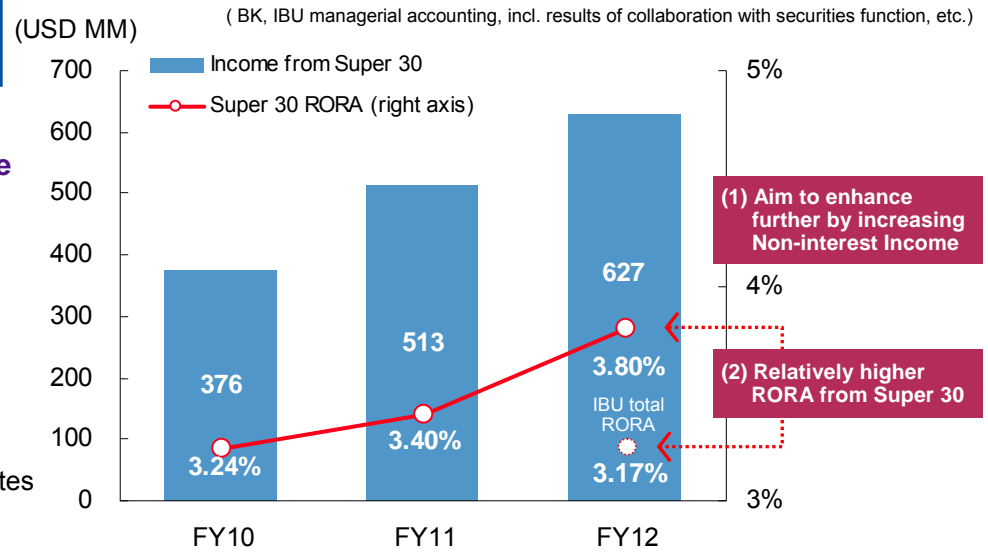 ( BK, IBU managerial accounting, incl. results of collaboration with securities function, etc.)
(USD MM)
Income from Super 30
Super 30 RORA (right axis)
700
600
500
400
300
200
100
0
5%
4%
3%
e
tes
376
513
627
3.24%
3.40%
3.80%
IBU total
RORA
3.17%
(1) Aim to enhance
further by increasing
Non-interest Income
(2) Relatively higher
RORA from Super 30
FY10
FY11
FY12